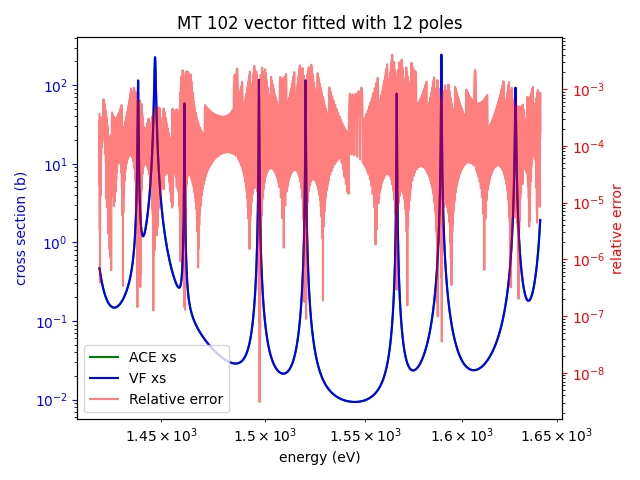 MT 102 vector fitted with 12 poles
10²
10¹
10⁰
10⁻¹
10⁻²
cross section (b)
10⁻³
10⁻⁴
10⁻⁵
10⁻⁶
10⁻⁷
10⁻⁸
relative error
ACE xs
VF xs
Relative error
1.45 × 10³ 1.5 × 10³ 1.55 × 10³ 1.6 × 10³ 1.65 × 10³
energy (eV)